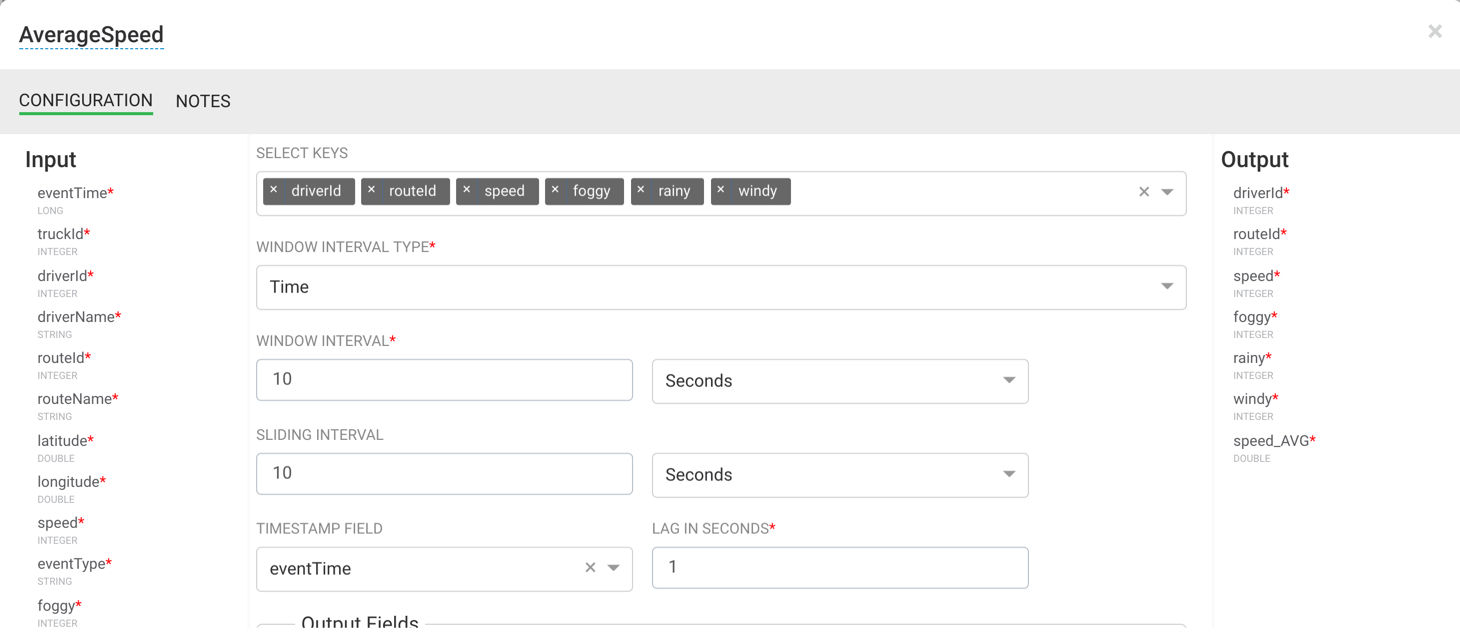 AverageSpeed
×
CONFIGURATION NOTES
Input
eventTime*
LONG
truckId*
INTEGER
driverId*
INTEGER
driverName*
STRING
routeId*
INTEGER
routeName*
STRING
latitude*
DOUBLE
longitude*
DOUBLE
speed*
INTEGER
eventType*
STRING
foggy*
INTEGER
SELECT KEYS
× driverId × routeId × speed × foggy × rainy × windy ×
WINDOW INTERVAL TYPE*
Time
WINDOW INTERVAL*
10 Seconds
SLIDING INTERVAL
10 Seconds
TIMESTAMP FIELD LAG IN SECONDS*
eventTime × 1
Output Fields
Output
driverId*
INTEGER
routeId*
INTEGER
speed*
INTEGER
foggy*
INTEGER
rainy*
INTEGER
windy*
INTEGER
speed_AVG*
DOUBLE